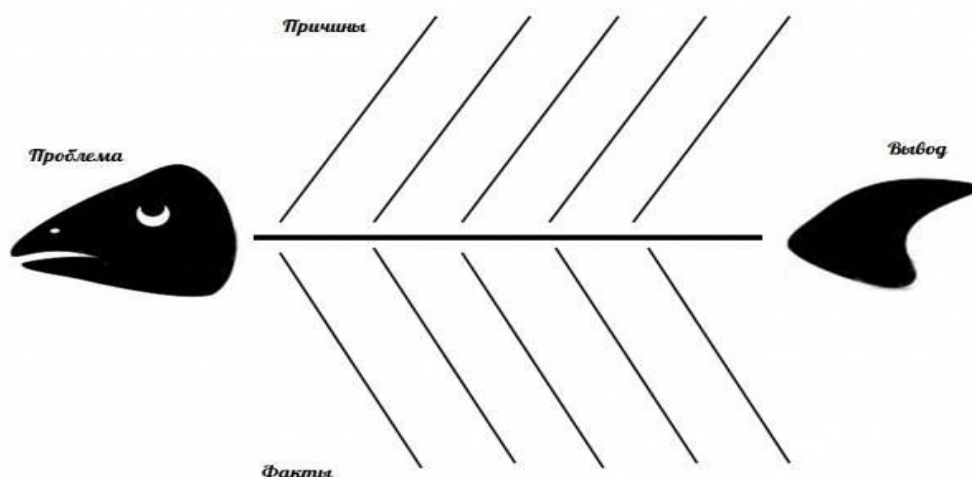 Причины
Проблема
Вывод
Факты